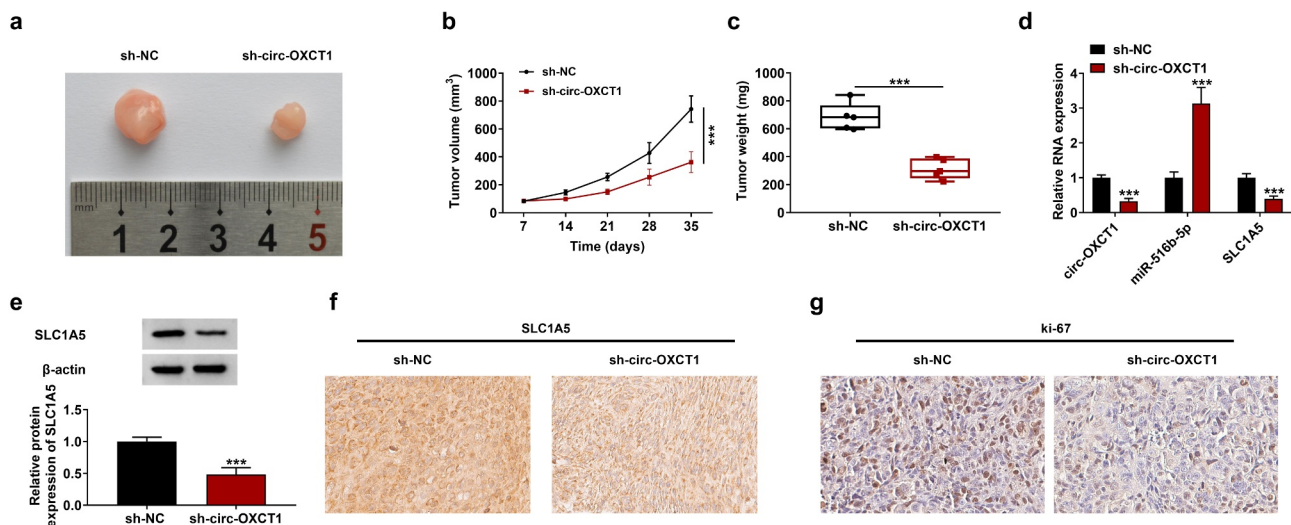 a
sh-NC
sh-circ-OXCT1
mm
1 2 3 4 5
b
Tumor volume (mm³)
1000
800
600
400
200
0
sh-NC
sh-circ-OXCT1
***
7 14 21 28 35
Time (days)
c
Tumor weight (mg)
1000
800
600
400
200
0
***
sh-NC
sh-circ-OXCT1
d
sh-NC
sh-circ-OXCT1
Relative RNA expression
4
3
2
1
0
***
***
***
circ-OXCT1
miR-516b-5p
SLC1A5
e
SLC1A5
β-actin
Relative protein
expression of SLC1A5
1.5
1.0
0.5
0.0
***
sh-NC
sh-circ-OXCT1
f
SLC1A5
sh-NC
sh-circ-OXCT1
g
ki-67
sh-NC
sh-circ-OXCT1